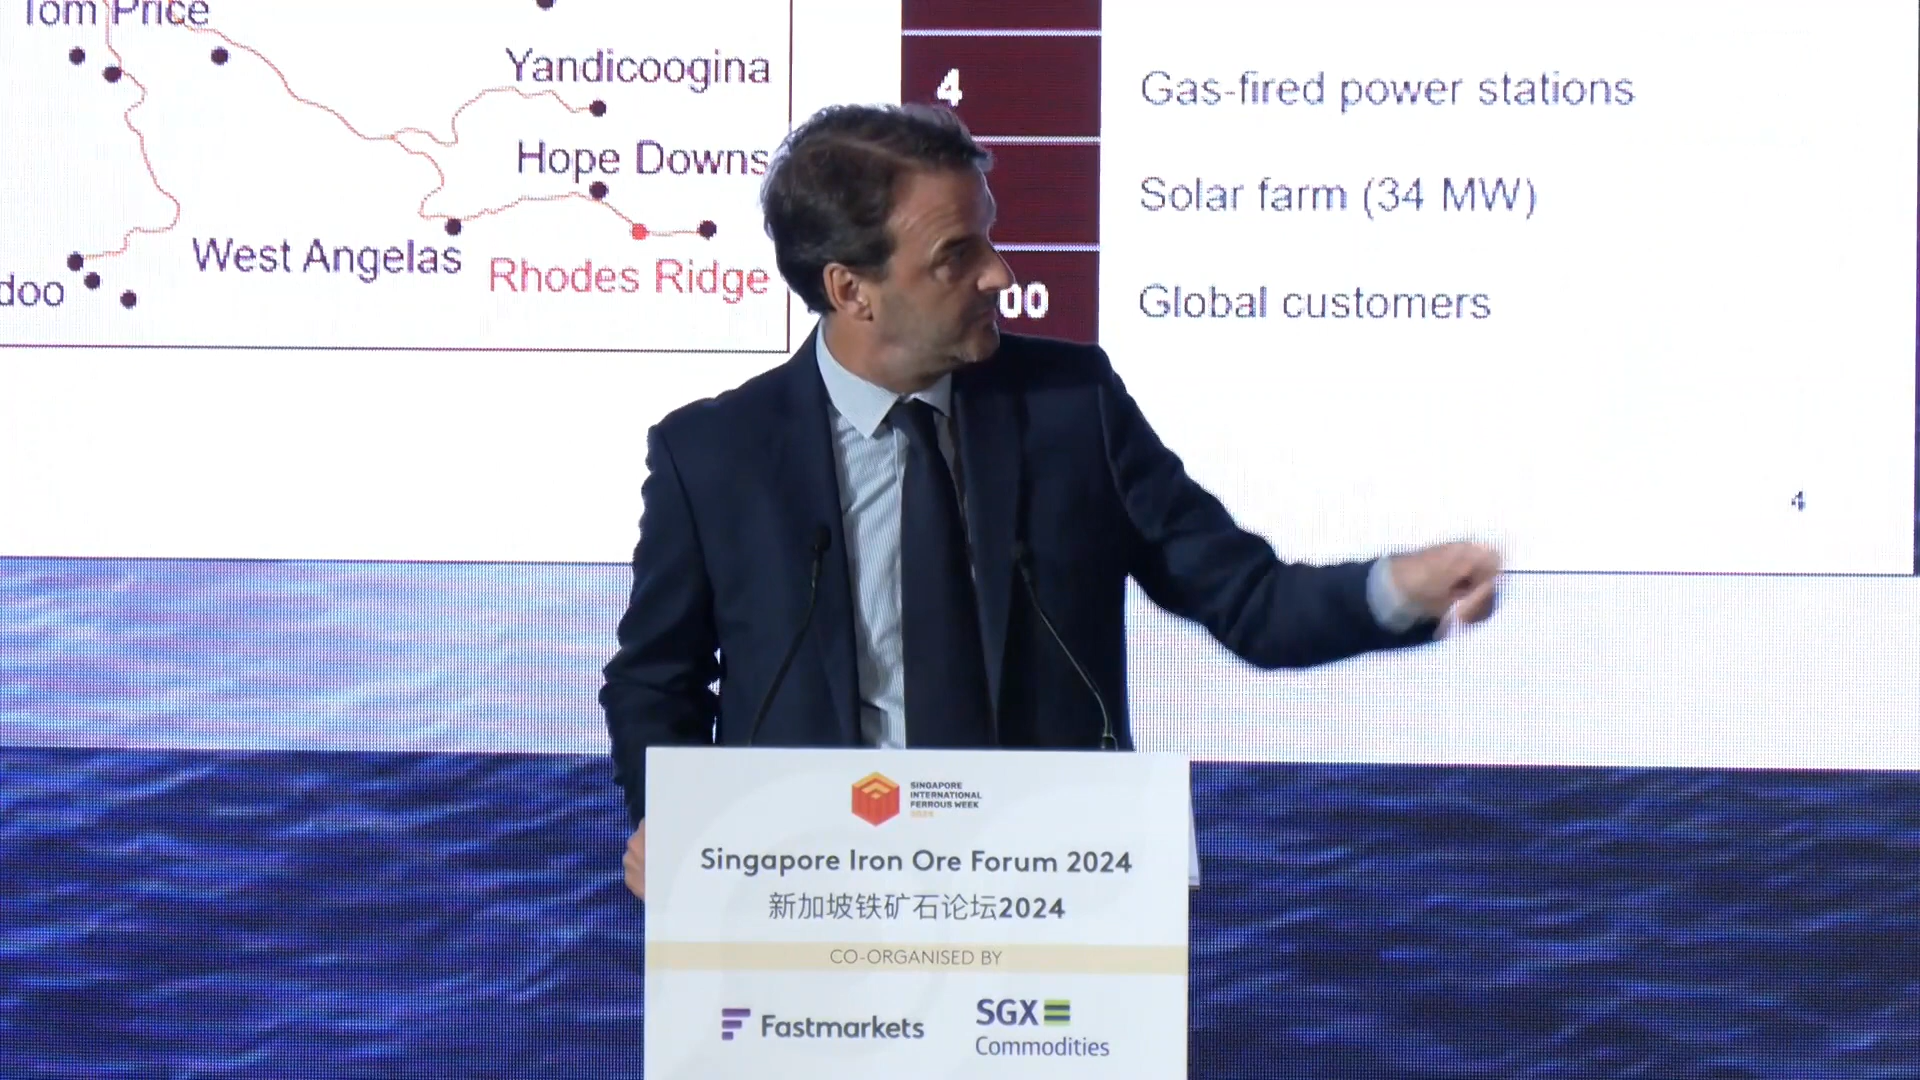 Tom Price
Yandicoogina
Hope Downs
West Angelas
Rhodes Ridge
doo
4
Gas-fired power stations
Solar farm (34 MW)
00
Global customers
4
SINGAPORE
INTERNATIONAL
FERROUS WEEK
2024
Singapore Iron Ore Forum 2024
新加坡铁矿石论坛2024
CO-ORGANISED BY
Fastmarkets
SGX
Commodities